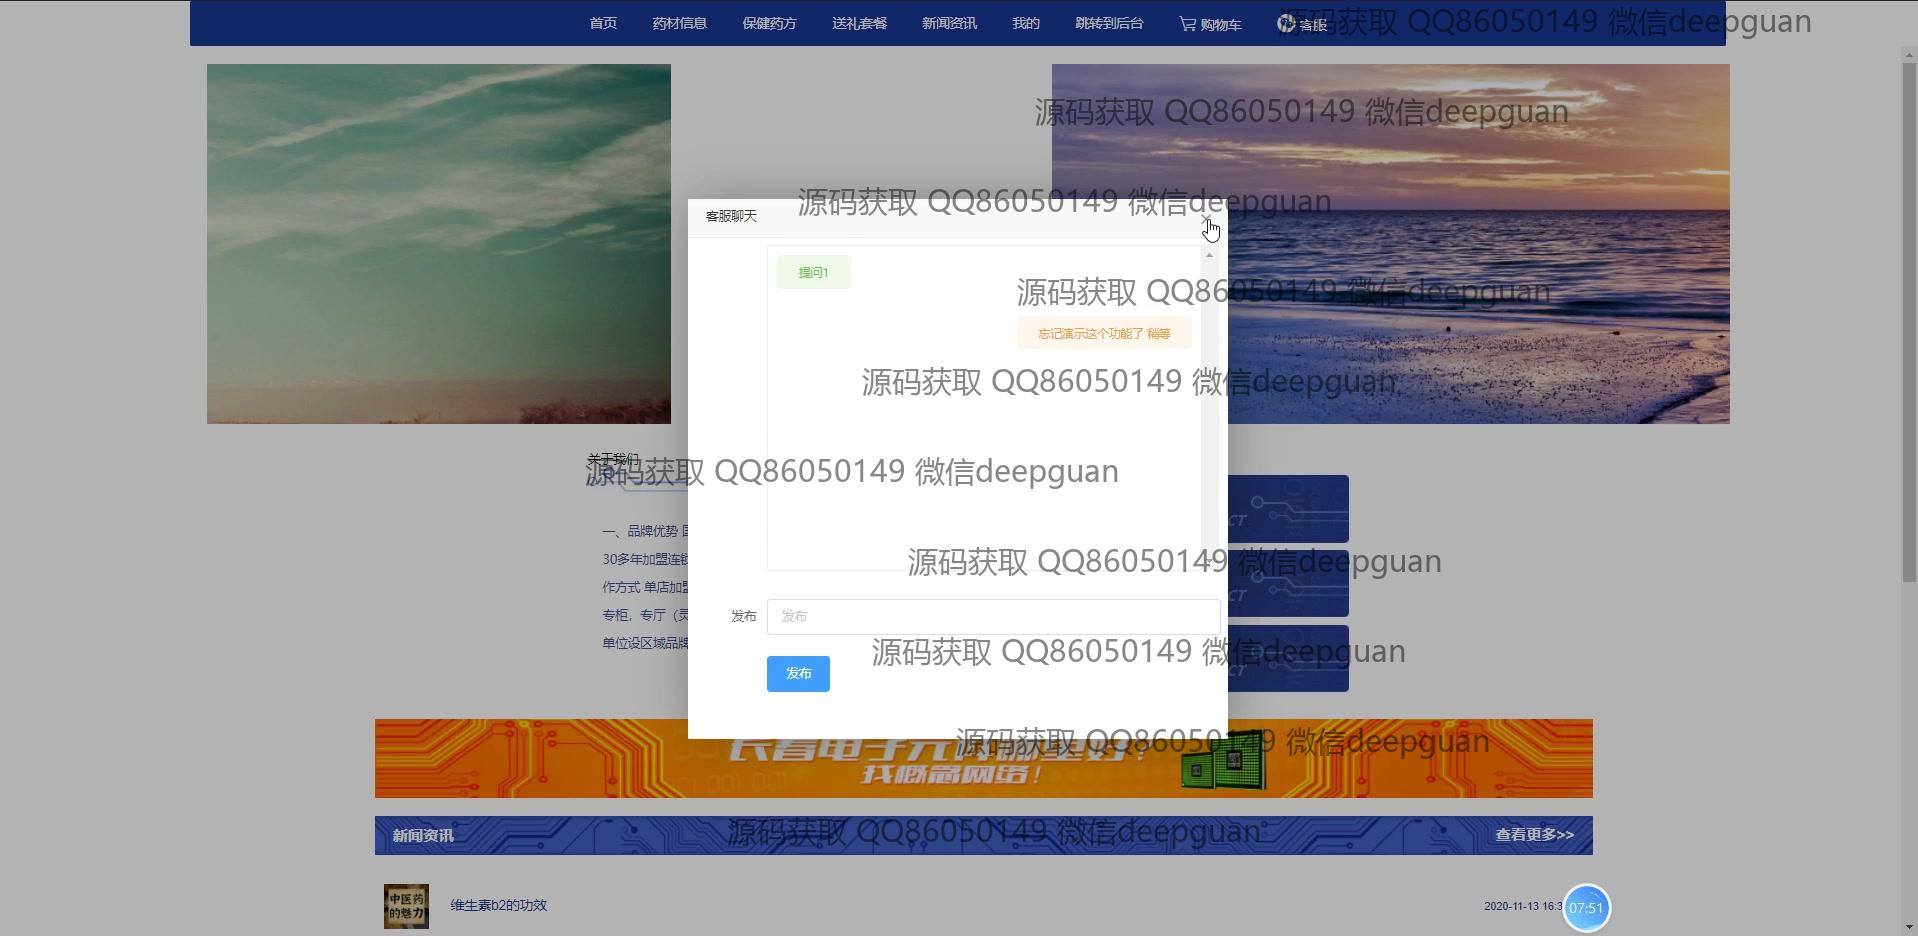 首页 药材信息 保健药方 送礼套餐 新闻资讯 我的 跳转到后台 购物车 客服
源码获取 QQ86050149 微信deepguan
源码获取 QQ86050149 微信deepguan
源码获取 QQ86050149 微信deepguan
客服聊天
提问1
源码获取 QQ86050149 微信deepguan
忘记演示这个功能了 稍等
源码获取 QQ86050149 微信deepguan
关于我们
源码获取 QQ86050149 微信deepguan
CT
一、品牌优势
30多年加盟连锁
源码获取 QQ86050149 微信deepguan
作方式 单店加盟
CT
专柜，专厅（灵
发布 发布
单位设区域品牌
源码获取 QQ86050149 微信deepguan
CT
发布
源码获取 QQ86050149 微信deepguan
找概念网络！
新闻资讯 查看更多>>
源码获取 QQ86050149 微信deepguan
中医药
的魅力
维生素b2的功效 2020-11-13 16:3
07:51